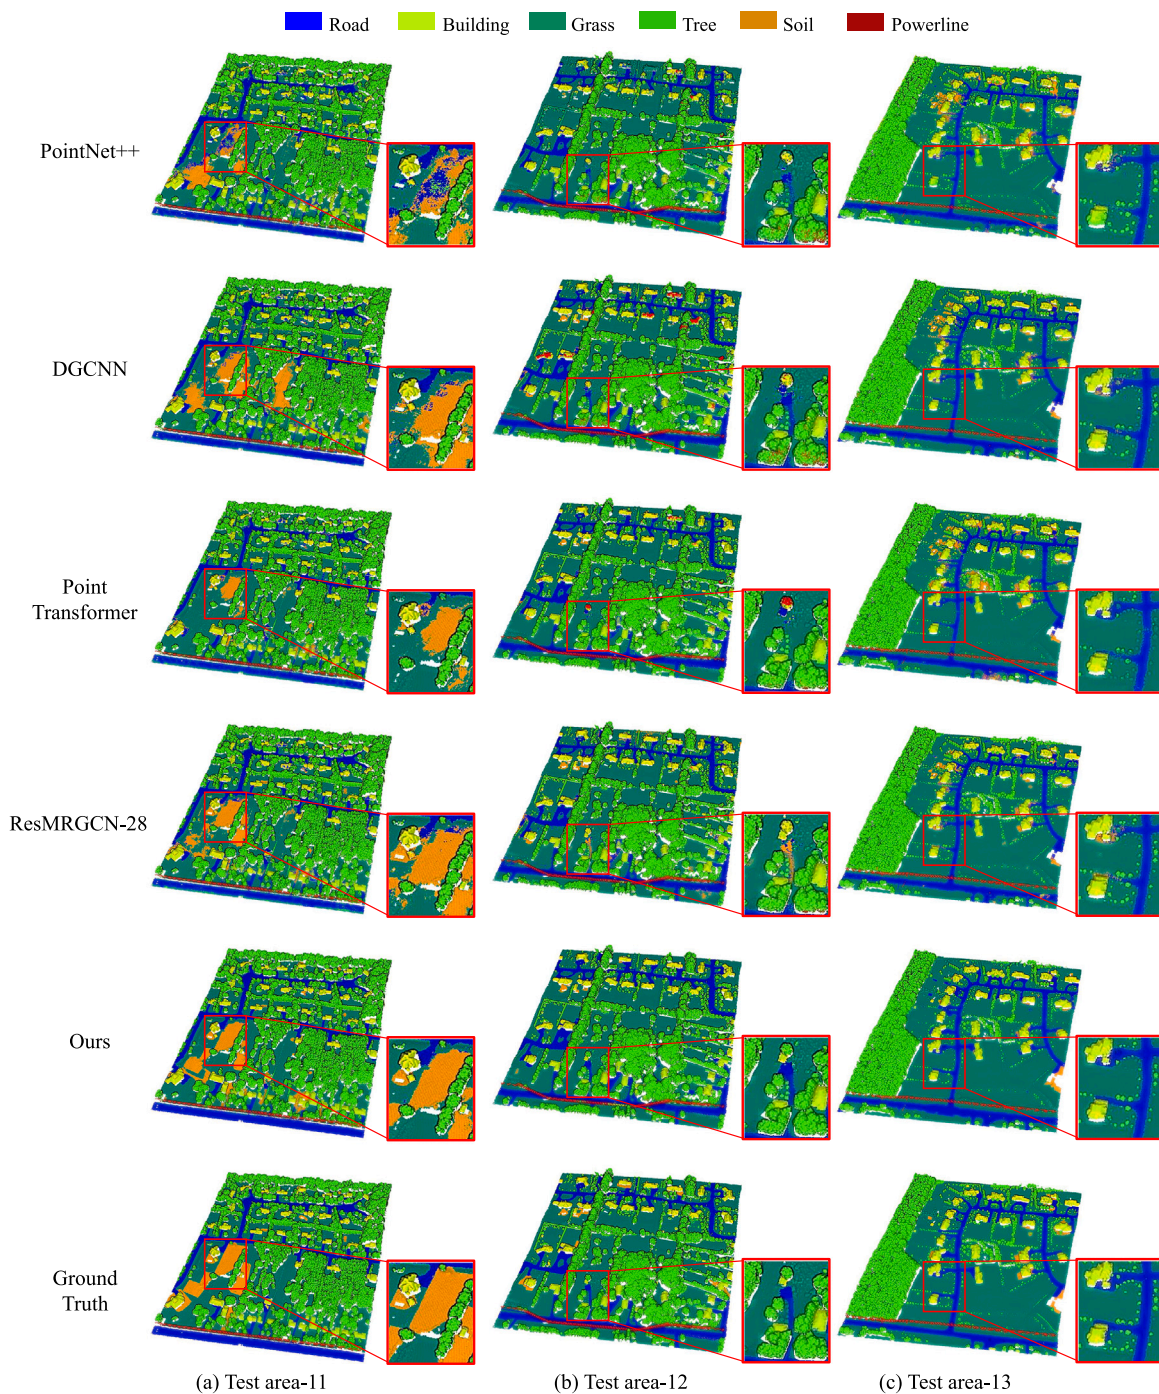 Road Building Grass Tree Soil Powerline
PointNet++
DGCNN
Point
Transformer
ResMRGCN-28
Ours
Ground
Truth
(a) Test area-11 (b) Test area-12 (c) Test area-13